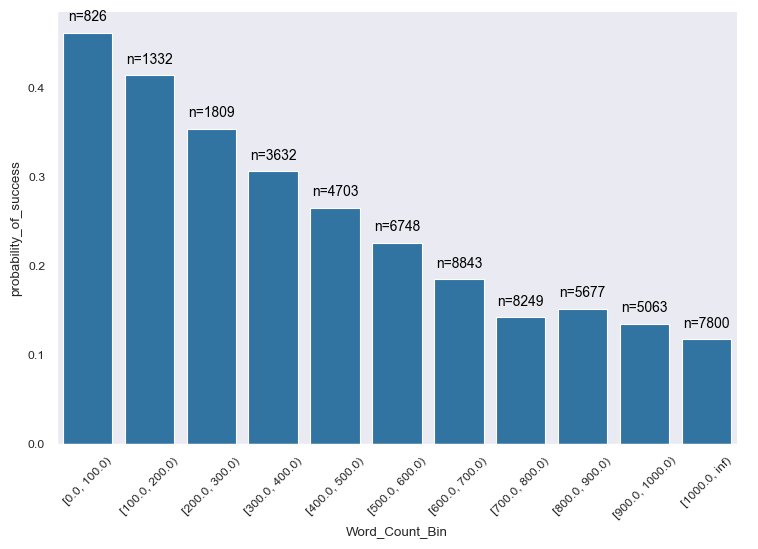 n=826
n=1332
n=1809
n=3632
n=4703
n=6748
n=8843
n=8249
n=5677
n=5063
n=7800
probability_of_success
0.4
0.3
0.2
0.1
0.0
[0.0, 100.0)
[100.0, 200.0)
[200.0, 300.0)
[300.0, 400.0)
[400.0, 500.0)
[500.0, 600.0)
[600.0, 700.0)
[700.0, 800.0)
[800.0, 900.0)
[900.0, 1000.0)
[1000.0, inf)
Word_Count_Bin